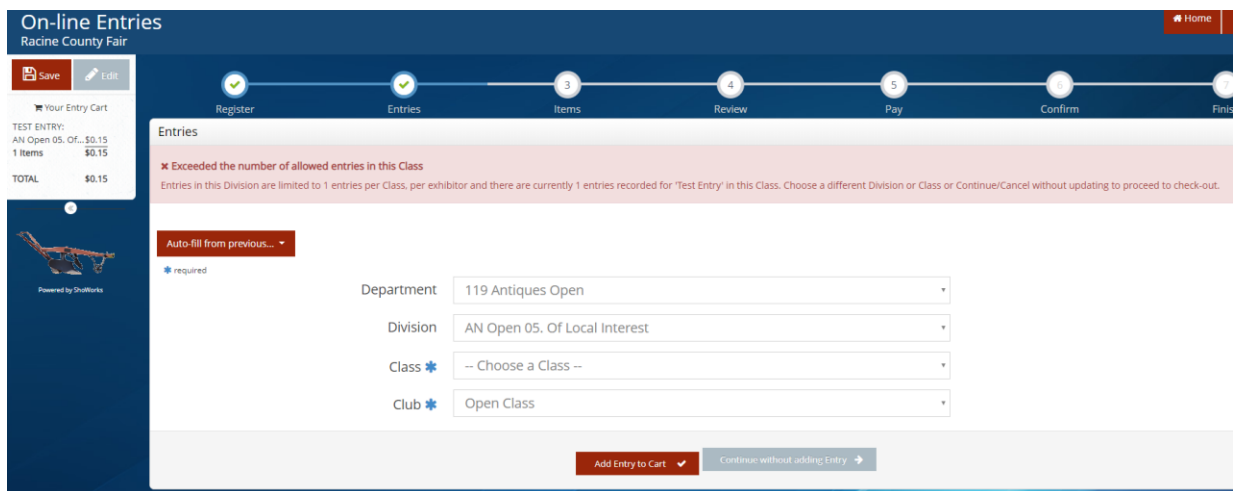 On-line Entries
Racine County Fair
Home
Save
Edit
Your Entry Cart
TEST ENTRY:
AN Open 05. Of... $0.15
1 Items $0.15
TOTAL $0.15
Powered by ShoWorks
Register
Entries
3
Items
4
Review
5
Pay
6
Confirm
7
Finis
Entries
Exceeded the number of allowed entries in this Class
Entries in this Division are limited to 1 entries per Class, per exhibitor and there are currently 1 entries recorded for 'Test Entry' in this Class. Choose a different Division or Class or Continue/Cancel without updating to proceed to check-out.
Auto-fill from previous...
✱ required
Department 119 Antiques Open
Division AN Open 05. Of Local Interest
Class ✱ -- Choose a Class --
Club ✱ Open Class
Add Entry to Cart
Continue without adding Entry